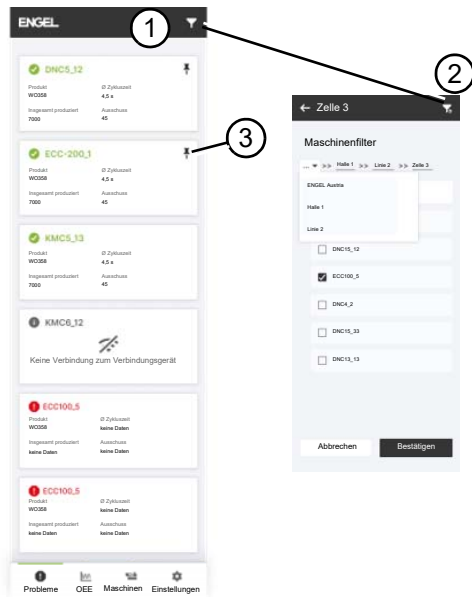 ENGEL
1
DNC5_12
Produkt
Ø Zykluszeit
WO358
4,5 s
Insgesamt produziert
Ausschuss
7000
45
ECC-200_1
Produkt
Ø Zykluszeit
WO358
4,5 s
Insgesamt produziert
Ausschuss
7000
45
3
KMC5_13
Produkt
Ø Zykluszeit
WO358
4,5 s
Insgesamt produziert
Ausschuss
7000
45
KMC6_12
Keine Verbindung zum Verbindungsgerät
ECC100_5
Produkt
Ø Zykluszeit
WO358
keine Daten
Insgesamt produziert
Ausschuss
keine Daten
keine Daten
ECC100_5
Produkt
Ø Zykluszeit
WO358
keine Daten
Insgesamt produziert
Ausschuss
keine Daten
keine Daten
Probleme OEE Maschinen Einstellungen
2
Zelle 3
Maschinenfilter
... >> Halle 1 >> Linie 2 >> Zelle 3
ENGEL Austria
Halle 1
Linie 2
DNC15_12
ECC100_5
DNC4_2
DNC15_33
DNC13_13
Abbrechen Bestätigen